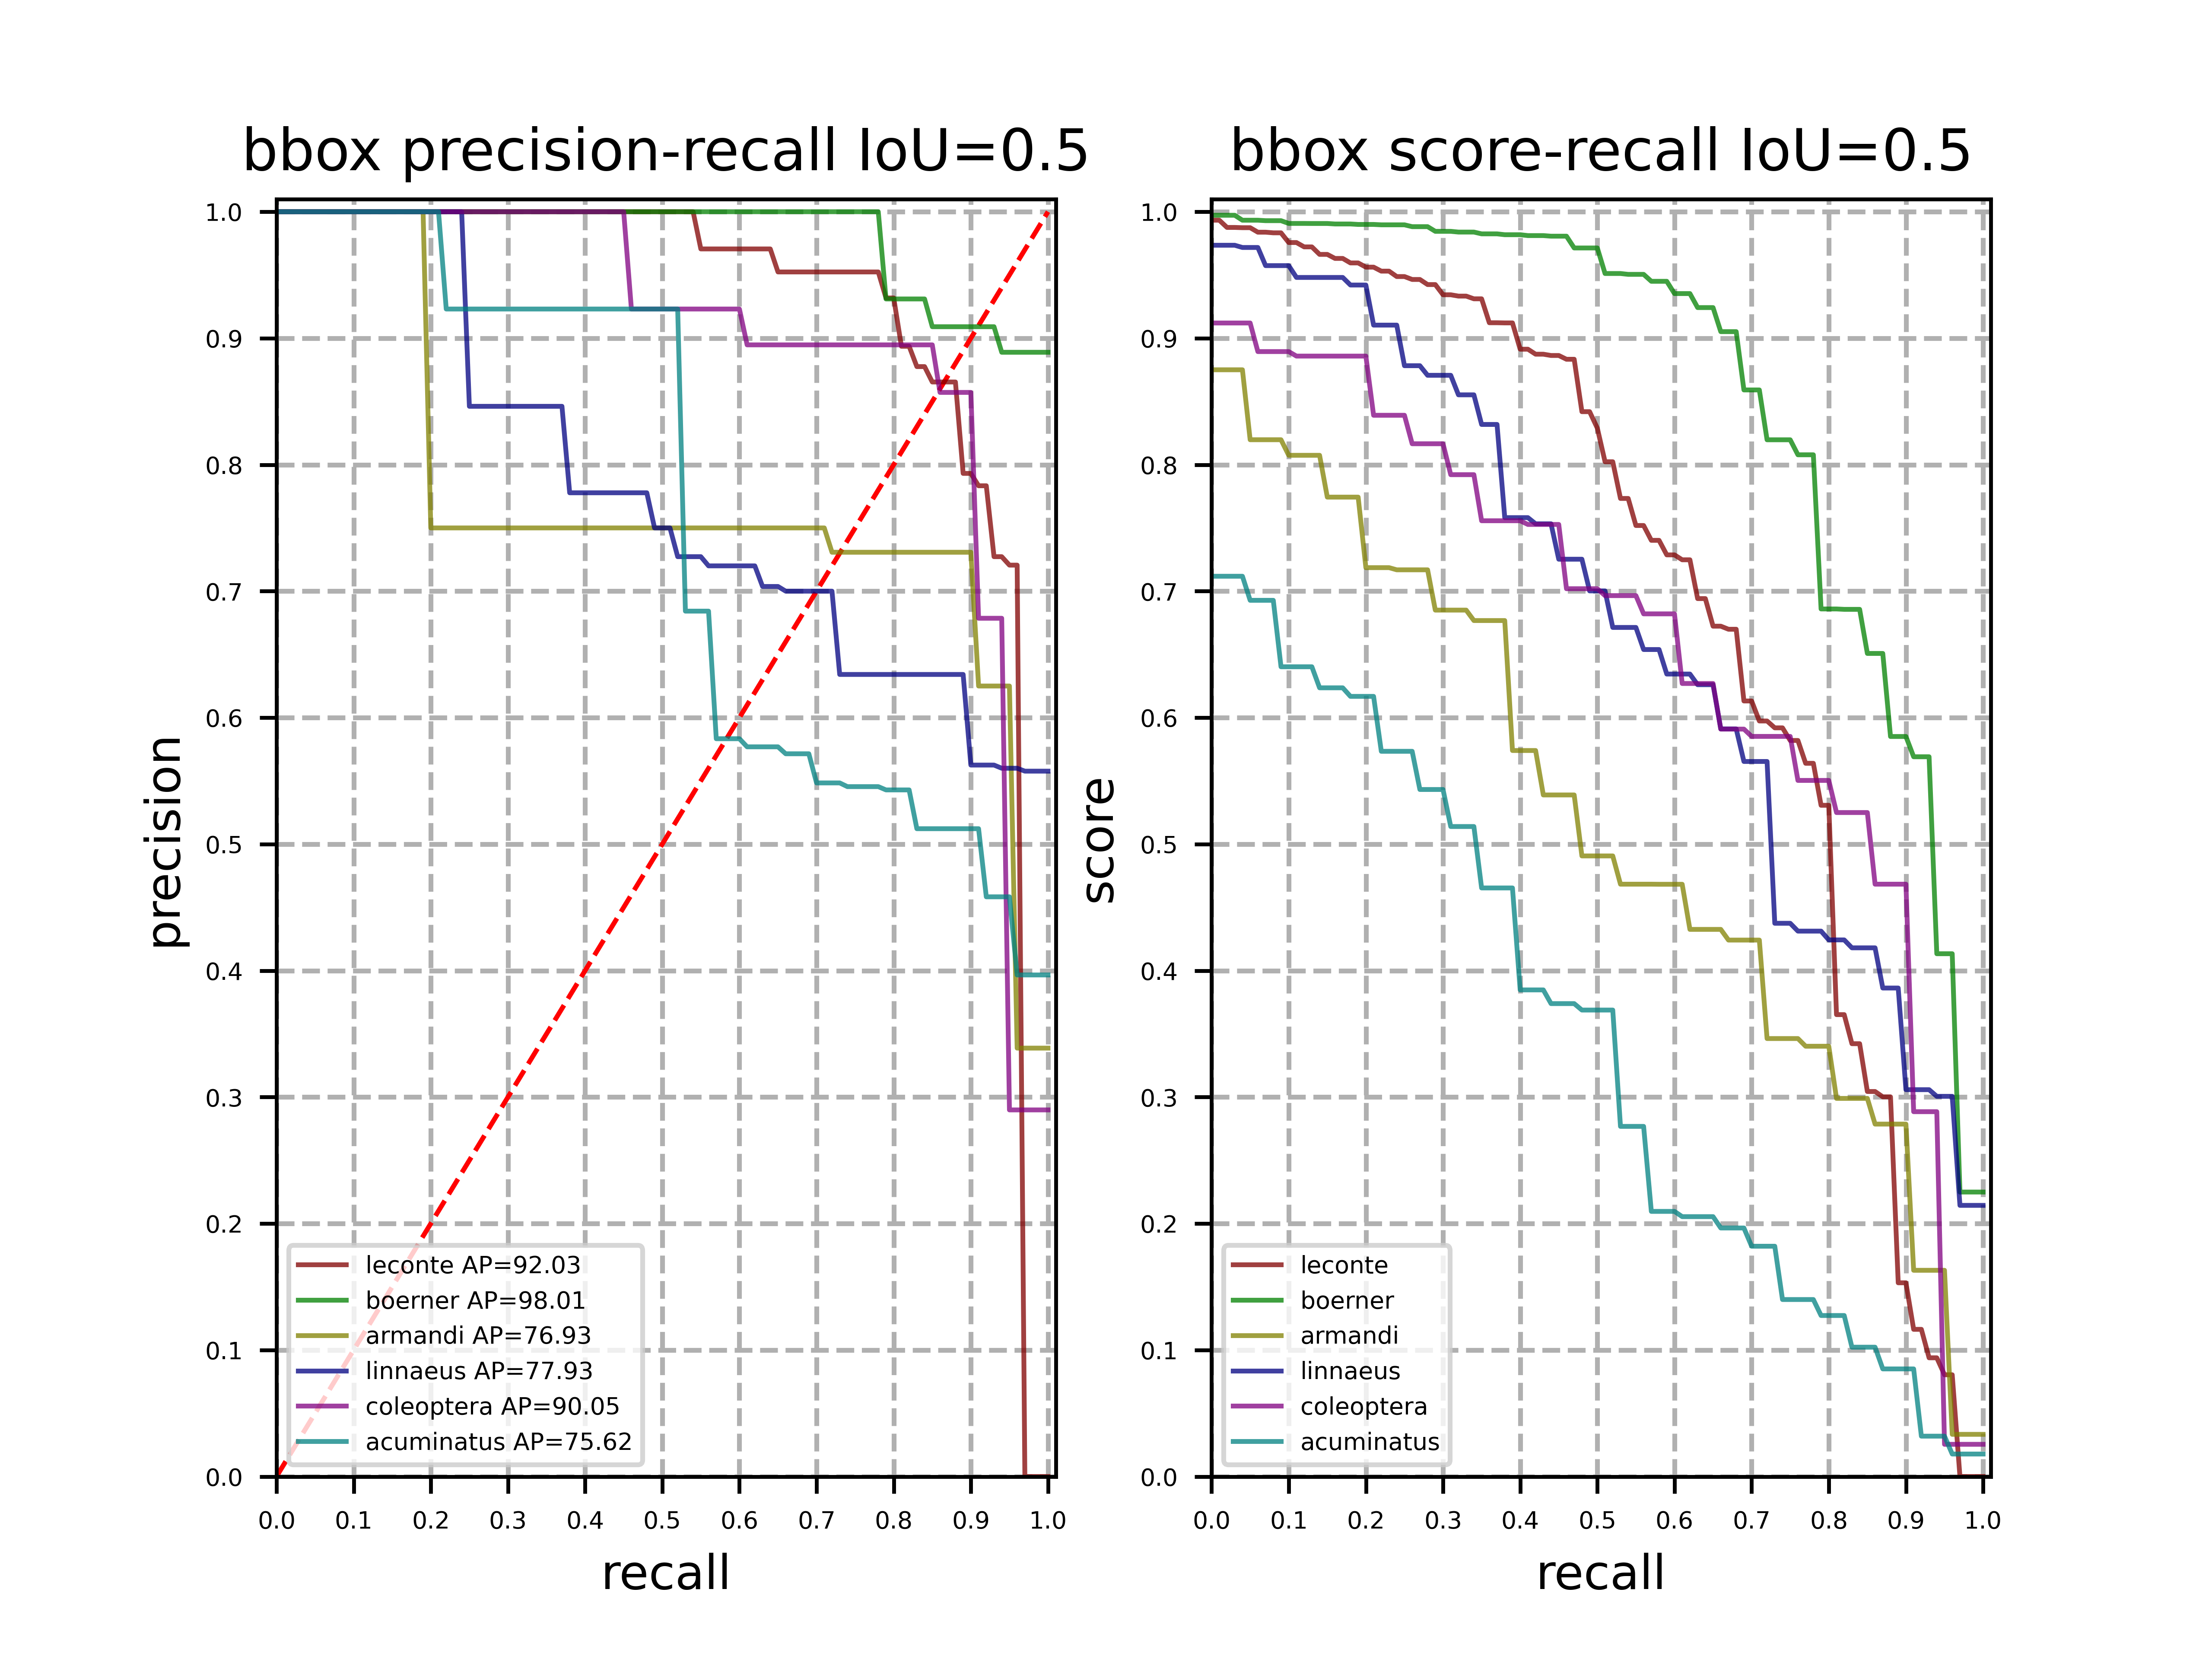 bbox precision-recall IoU=0.5
precision
1.0
0.9
0.8
0.7
0.6
0.5
0.4
0.3
0.2
0.1
0.0
leconte AP=92.03
boerner AP=98.01
armandi AP=76.93
linnaeus AP=77.93
coleoptera AP=90.05
acuminatus AP=75.62
0.0 0.1 0.2 0.3 0.4 0.5 0.6 0.7 0.8 0.9 1.0
recall
bbox score-recall IoU=0.5
score
1.0
0.9
0.8
0.7
0.6
0.5
0.4
0.3
0.2
0.1
0.0
leconte
boerner
armandi
linnaeus
coleoptera
acuminatus
0.0 0.1 0.2 0.3 0.4 0.5 0.6 0.7 0.8 0.9 1.0
recall